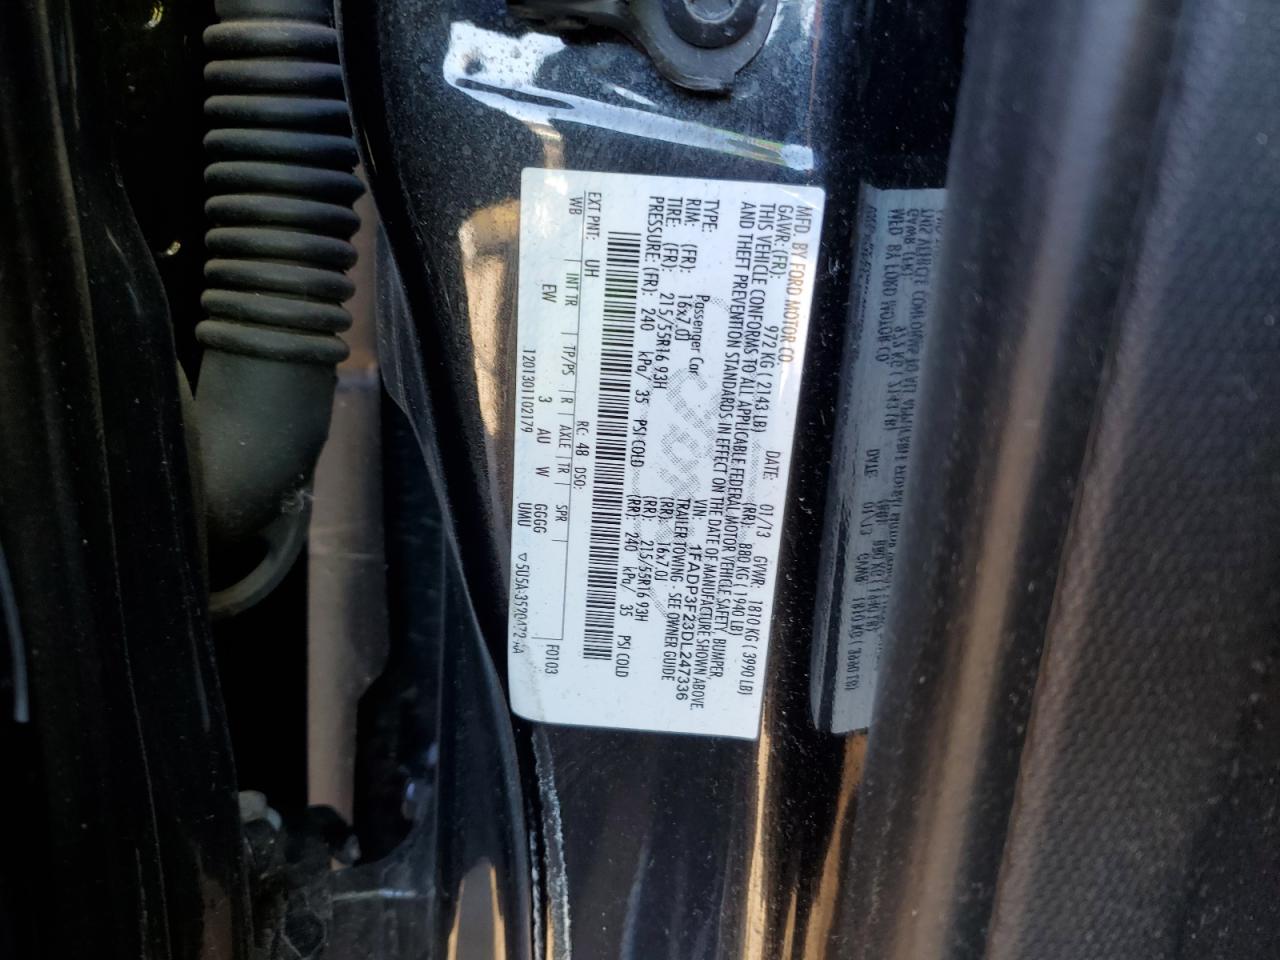 MFD. BY FORD MOTOR CO.
DATE: 01/13 GVWR: 1810 KG ( 3990 LB)
GAWR: (FR): 972 KG ( 2143 LB) (RR): 880 KG ( 1940 LB)
THIS VEHICLE CONFORMS TO ALL APPLICABLE FEDERAL MOTOR VEHICLE SAFETY, BUMPER,
AND THEFT PREVENTION STANDARDS IN EFFECT ON THE DATE OF MANUFACTURE SHOWN ABOVE.
VIN: 1FADP3F23DL247336
TYPE: Passenger Car TRAILER TOWING - SEE OWNER GUIDE
RIM: (FR): 16x7.0J (RR): 16x7.0J
TIRE: (FR): 215/55R16 93H (RR): 215/55R16 93H
PRESSURE (FR): 240 kPa/ 35 PSI COLD (RR): 240 kPa/ 35 PSI COLD
EXT PNT: UH RC: 48 DSO: F0103
WB | INT TR | TP/PS | R | AXLE | TR | SPR
EW 3 AU W GGGG
1201301102179 UMU